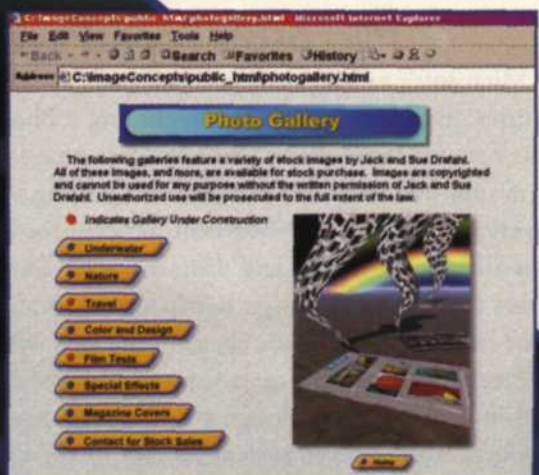 C:\ImageConcepts\public_html\photogallery.html - Microsoft Internet Explorer
File Edit View Favorites Tools Help
Back Search Favorites History
Address C:\ImageConcepts\public_html\photogallery.html
Photo Gallery
The following galleries feature a variety of stock images by Jack and Sue Drafahl.
All of these images, and more, are available for stock purchase. Images are copyrighted
and cannot be used for any purpose without the written permission of Jack and Sue
Drafahl. Unauthorized use will be prosecuted to the full extent of the law.
Indicates Gallery Under Construction
Underwater
Nature
Travel
Color and Design
Film Tests
Special Effects
Magazine Covers
Contact for Stock Sales
Home